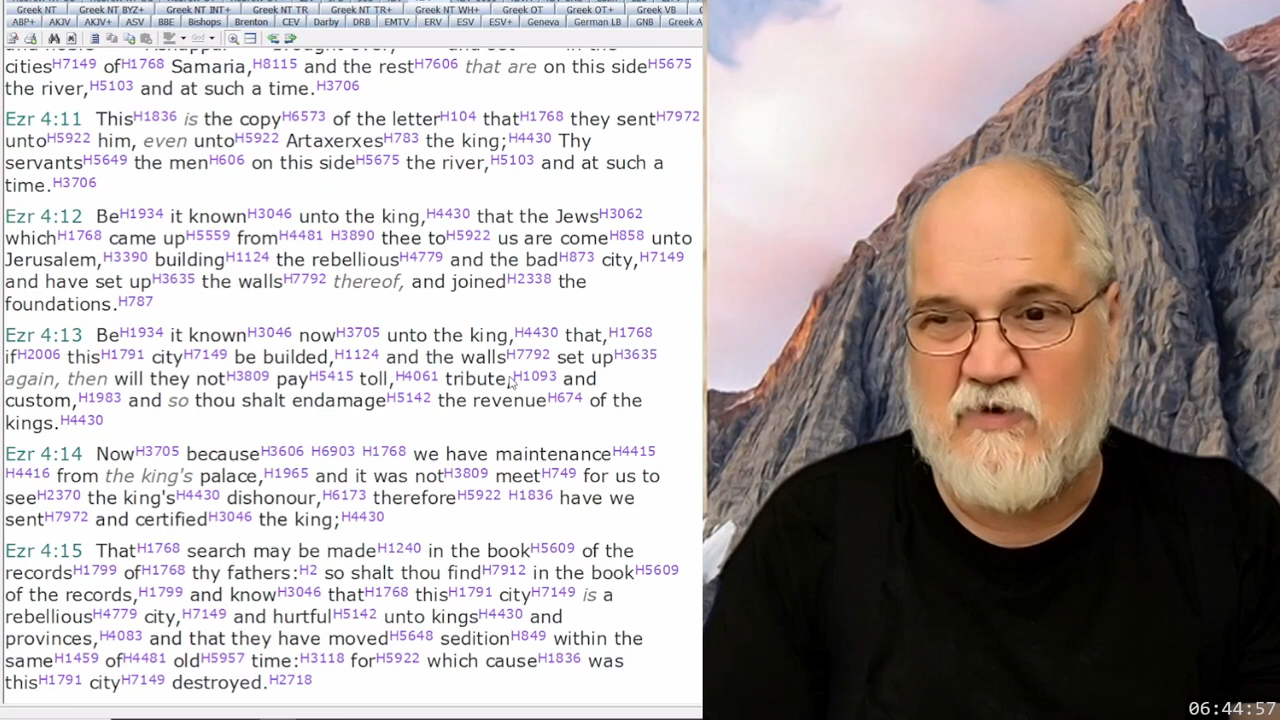 Greek NT Greek NT BYZ+ Greek NT INT+ Greek NT TR Greek NT TR+ Greek NT WH+ Greek OT Greek OT+ Greek VB
ABP+ AKJV AKJV+ ASV BBE Bishops Brenton CEV Darby DRB EMTV ERV ESV ESV+ Geneva German LB GNB Greek A
citiesH7149 ofH1768 Samaria,H8115 and the restH7606 that are on this sideH5675
the river,H5103 and at such a time.H3706
Ezr 4:11 ThisH1836 is the copyH6573 of the letterH104 thatH1768 they sentH7972
untoH5922 him, even untoH5922 ArtaxerxesH783 the king;H4430 Thy
servantsH5649 the menH606 on this sideH5675 the river,H5103 and at such a
time.H3706
Ezr 4:12 BeH1934 it knownH3046 unto the king,H4430 that the JewsH3062
whichH1768 came upH5559 fromH4481 H3890 thee toH5922 us are comeH858 unto
Jerusalem,H3390 buildingH1124 the rebelliousH4779 and the badH873 city,H7149
and have set upH3635 the wallsH7792 thereof, and joinedH2338 the
foundations.H787
Ezr 4:13 BeH1934 it knownH3046 nowH3705 unto the king,H4430 that,H1768
ifH2006 thisH1791 cityH7149 be builded,H1124 and the wallsH7792 set upH3635
again, then will they notH3809 payH5415 toll,H4061 tribute,H1093 and
custom,H1983 and so thou shalt endamageH5142 the revenueH674 of the
kings.H4430
Ezr 4:14 NowH3705 becauseH3606 H6903 H1768 we have maintenanceH4415
H4416 from the king's palace,H1965 and it was notH3809 meetH749 for us to
seeH2370 the king'sH4430 dishonour,H6173 thereforeH5922 H1836 have we
sentH7972 and certifiedH3046 the king;H4430
Ezr 4:15 ThatH1768 search may be madeH1240 in the bookH5609 of the
recordsH1799 ofH1768 thy fathers:H2 so shalt thou findH7912 in the bookH5609
of the records,H1799 and knowH3046 thatH1768 thisH1791 cityH7149 is a
rebelliousH4779 city,H7149 and hurtfulH5142 unto kingsH4430 and
provinces,H4083 and that they have movedH5648 seditionH849 within the
sameH1459 ofH4481 oldH5957 time:H3118 forH5922 which causeH1836 was
thisH1791 cityH7149 destroyed.H2718
06:44:57